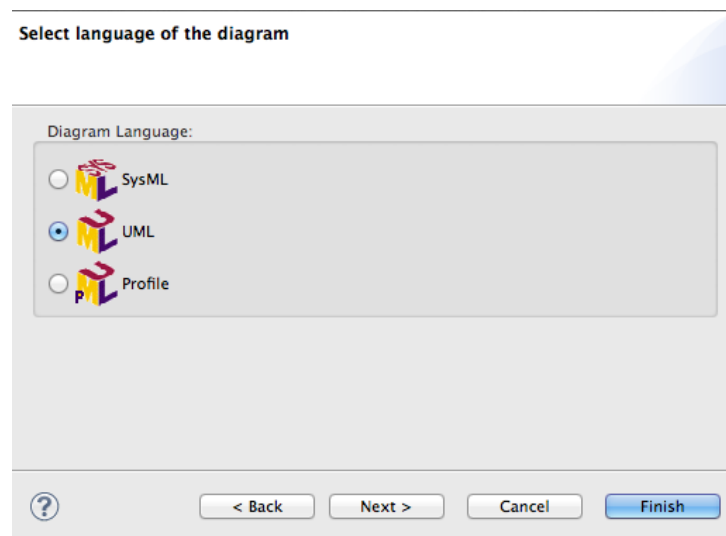 Select language of the diagram
Diagram Language:
SysML
UML
Profile
? < Back Next > Cancel Finish